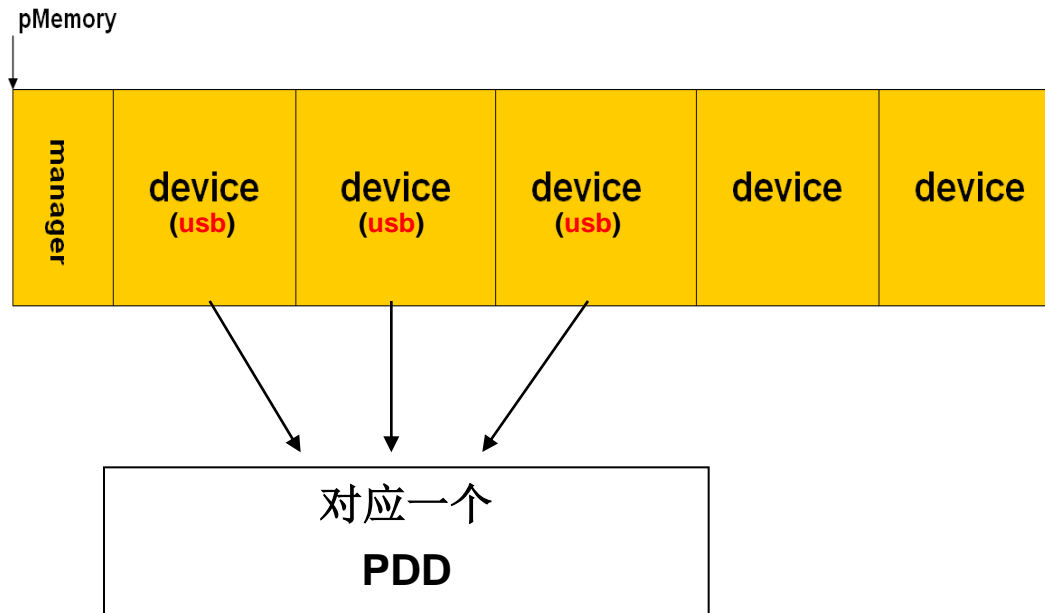 pMemory
manager
device
(usb)
device
(usb)
device
(usb)
device
device
对应一个
PDD